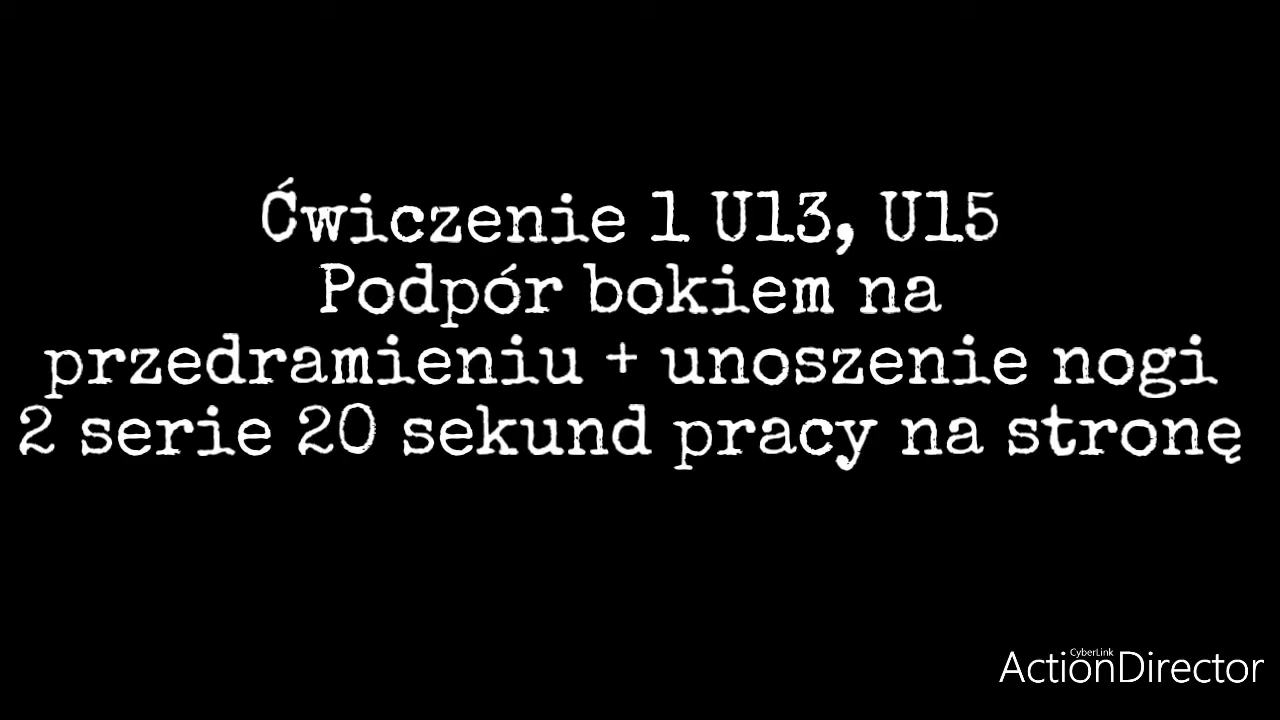 Ćwiczenie 1 U13, U15
Podpór bokiem na
przedramieniu + unoszenie nogi
2 serie 20 sekund pracy na stronę
CyberLink
ActionDirector